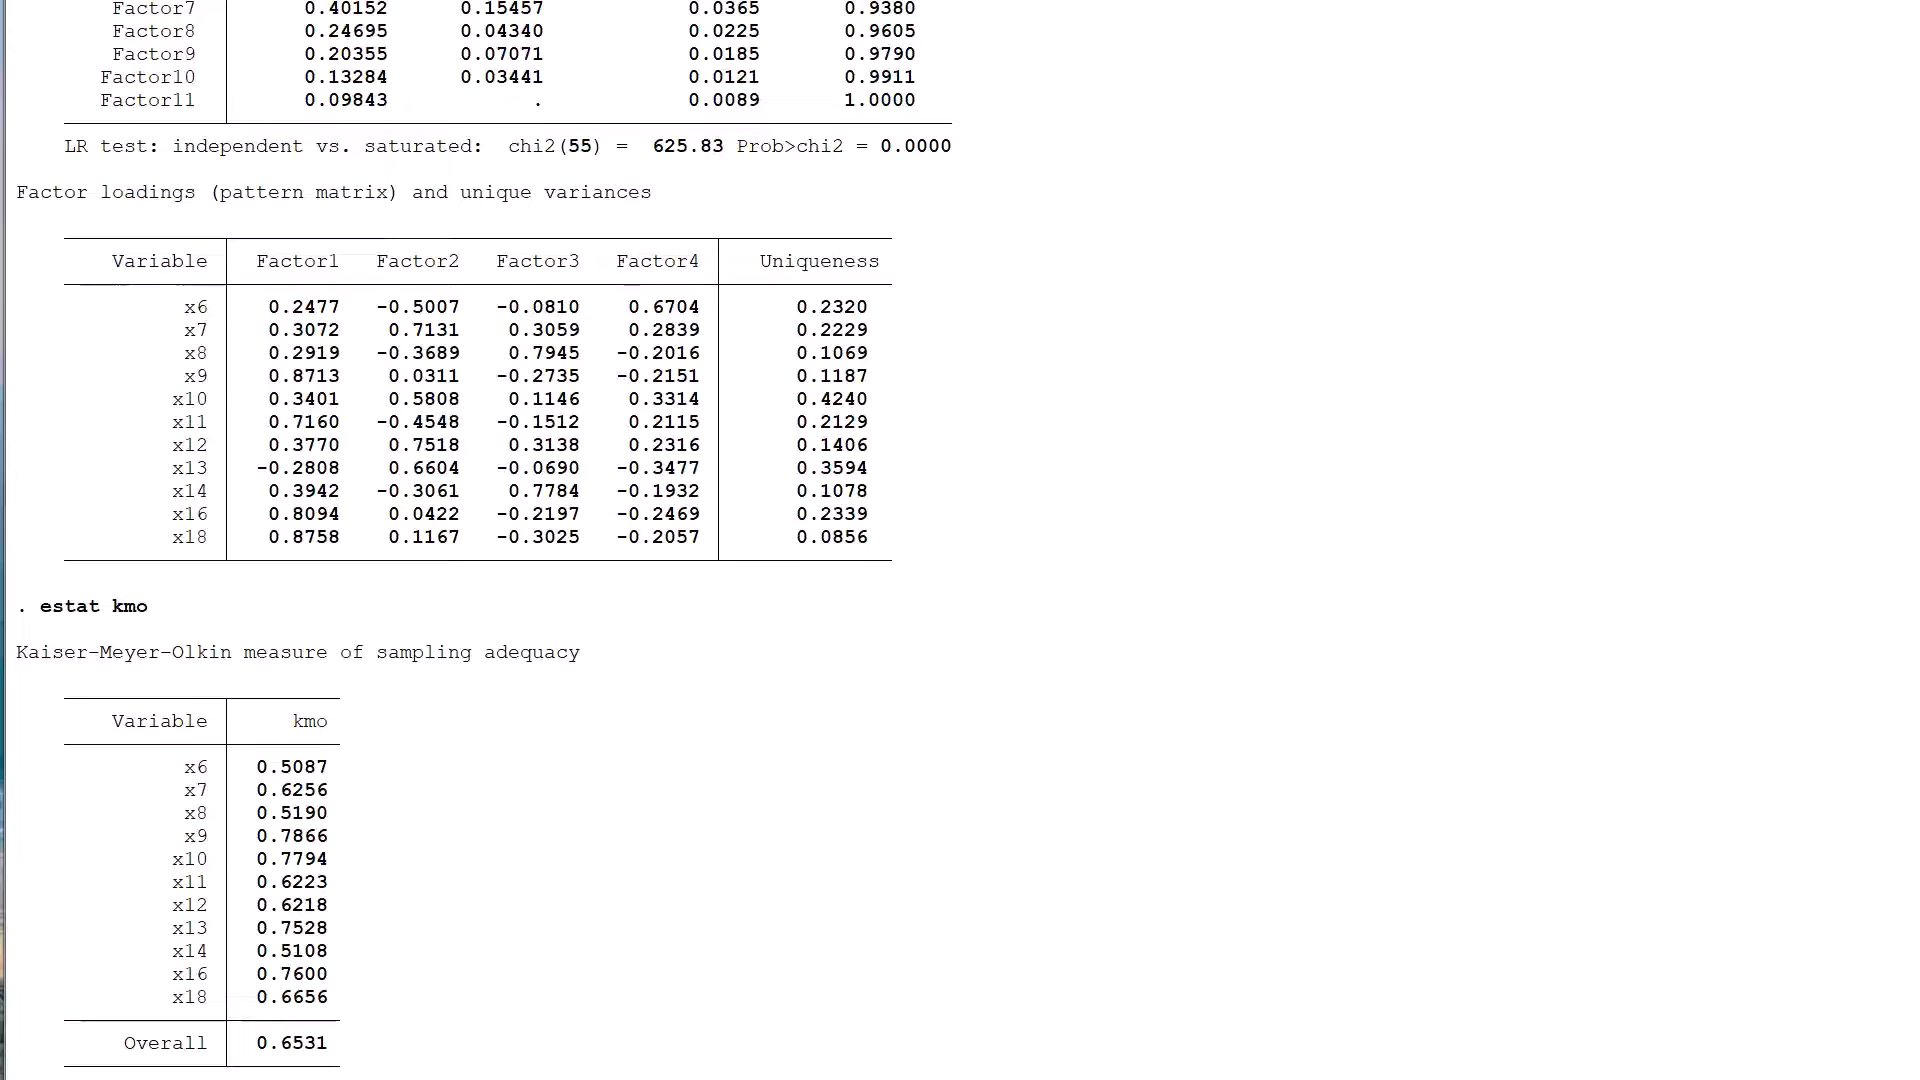 Factor7 0.40152 0.15457 0.0365 0.9380
Factor8 0.24695 0.04340 0.0225 0.9605
Factor9 0.20355 0.07071 0.0185 0.9790
Factor10 0.13284 0.03441 0.0121 0.9911
Factor11 0.09843 . 0.0089 1.0000
LR test: independent vs. saturated: chi2(55) = 625.83 Prob>chi2 = 0.0000
Factor loadings (pattern matrix) and unique variances
Variable Factor1 Factor2 Factor3 Factor4 Uniqueness
x6 0.2477 -0.5007 -0.0810 0.6704 0.2320
x7 0.3072 0.7131 0.3059 0.2839 0.2229
x8 0.2919 -0.3689 0.7945 -0.2016 0.1069
x9 0.8713 0.0311 -0.2735 -0.2151 0.1187
x10 0.3401 0.5808 0.1146 0.3314 0.4240
x11 0.7160 -0.4548 -0.1512 0.2115 0.2129
x12 0.3770 0.7518 0.3138 0.2316 0.1406
x13 -0.2808 0.6604 -0.0690 -0.3477 0.3594
x14 0.3942 -0.3061 0.7784 -0.1932 0.1078
x16 0.8094 0.0422 -0.2197 -0.2469 0.2339
x18 0.8758 0.1167 -0.3025 -0.2057 0.0856
. estat kmo
Kaiser-Meyer-Olkin measure of sampling adequacy
Variable kmo
x6 0.5087
x7 0.6256
x8 0.5190
x9 0.7866
x10 0.7794
x11 0.6223
x12 0.6218
x13 0.7528
x14 0.5108
x16 0.7600
x18 0.6656
Overall 0.6531